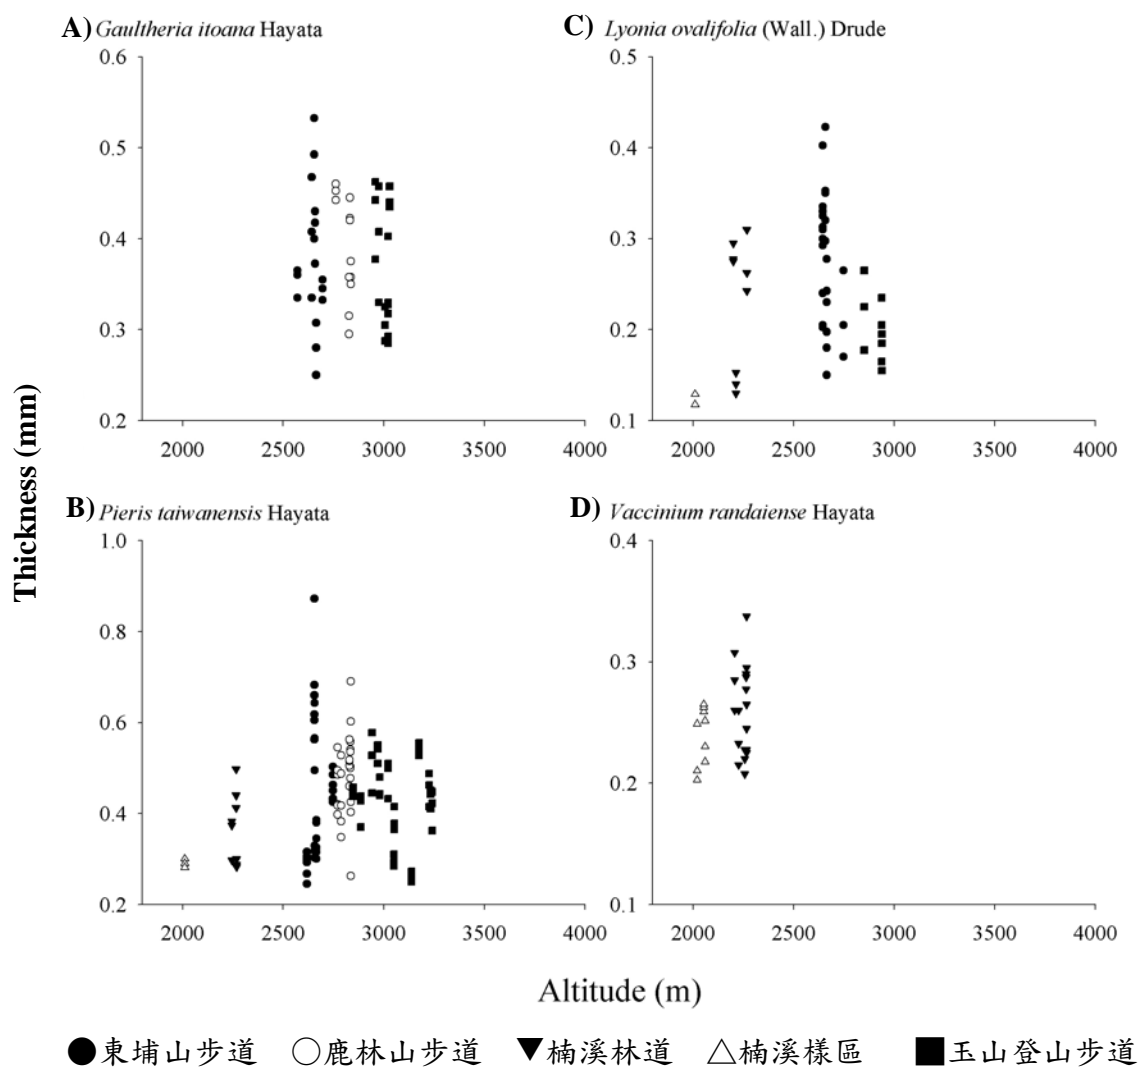 A) Gaultheria itoana Hayata
0.6
0.5
0.4
0.3
0.2
2000 2500 3000 3500 4000
C) Lyonia ovalifolia (Wall.) Drude
0.5
0.4
0.3
0.2
0.1
2000 2500 3000 3500 4000
Thickness (mm)
B) Pieris taiwanensis Hayata
1.0
0.8
0.6
0.4
0.2
2000 2500 3000 3500 4000
D) Vaccinium randaiense Hayata
0.4
0.3
0.2
0.1
2000 2500 3000 3500 4000
Altitude (m)
●東埔山步道 ○鹿林山步道 ▼楠溪林道 △楠溪樣區 ■玉山登山步道